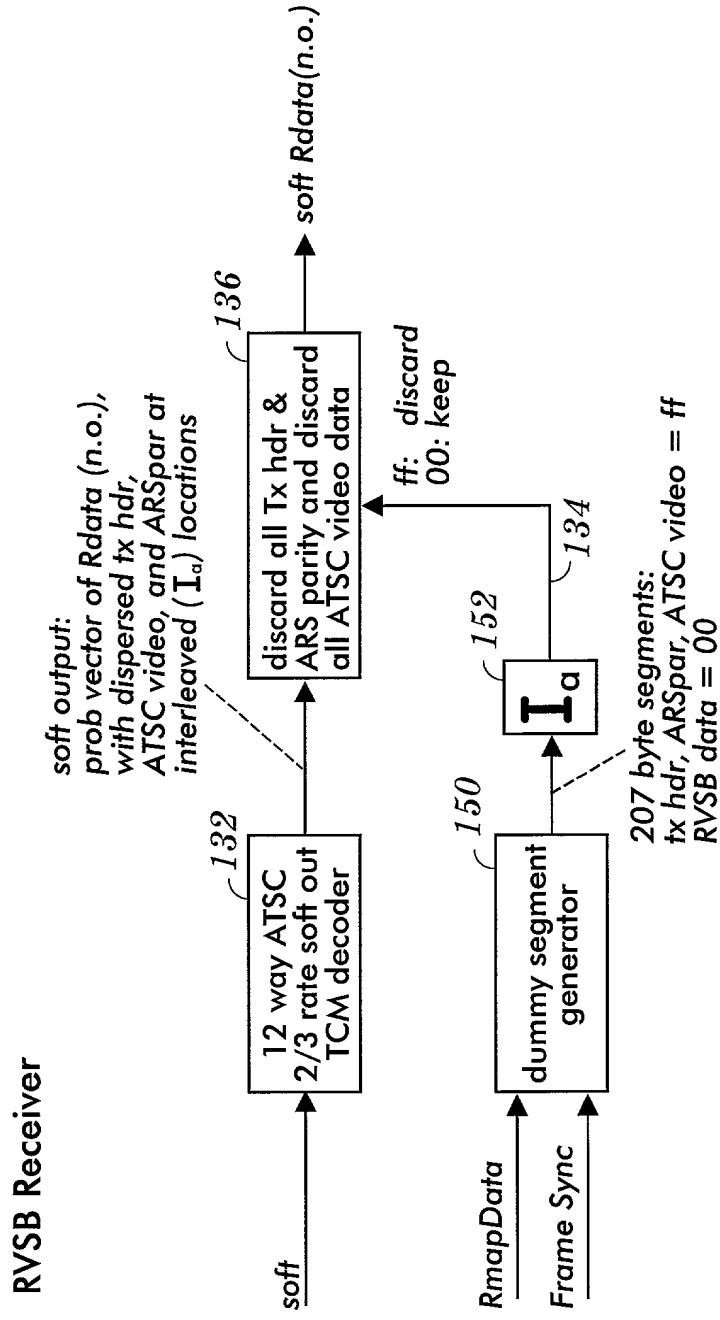 RVSB Receiver
soft output:
prob vector of Rdata (n.o.),
with dispersed tx hdr,
ATSC video, and ARSpar at
interleaved (Iα) locations
soft
132
12 way ATSC
2/3 rate soft out
TCM decoder
136
discard all Tx hdr &
ARS parity and discard
all ATSC video data
soft Rdata(n.o.)
ff: discard
00: keep
134
RmapData
Frame Sync
150
dummy segment
generator
152
Iα
207 byte segments:
tx hdr, ARSpar, ATSC video = ff
RVSB data = 00